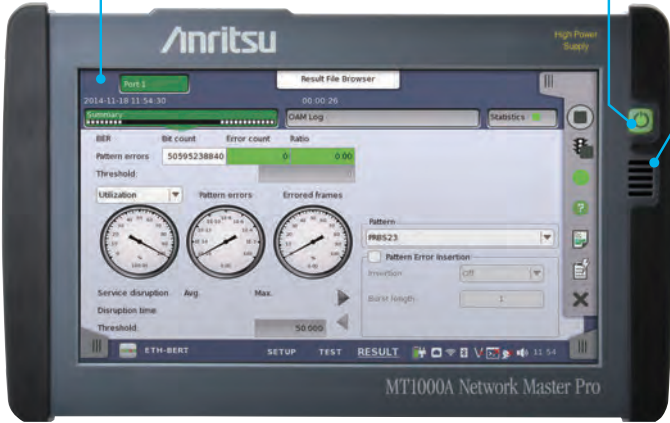 Anritsu
High Power
Supply
Port 1
Result File Browser
2014-11-18 11 54 30
00 00 26
Summary
OAM Log
Statistics
BER
Bit count
Error count
Ratio
Pattern errors
50595238840
0
0.00
Threshold
Utilization
Pattern errors
Errored frames
Pattern
PRBS23
Pattern Error Insertion
Insertion
Off
Burst length
1
Service disruption
Avg.
Max.
Disruption time
Threshold
50.000
ETH-BERT
SETUP
TEST
RESULT
11 54
MT1000A Network Master Pro